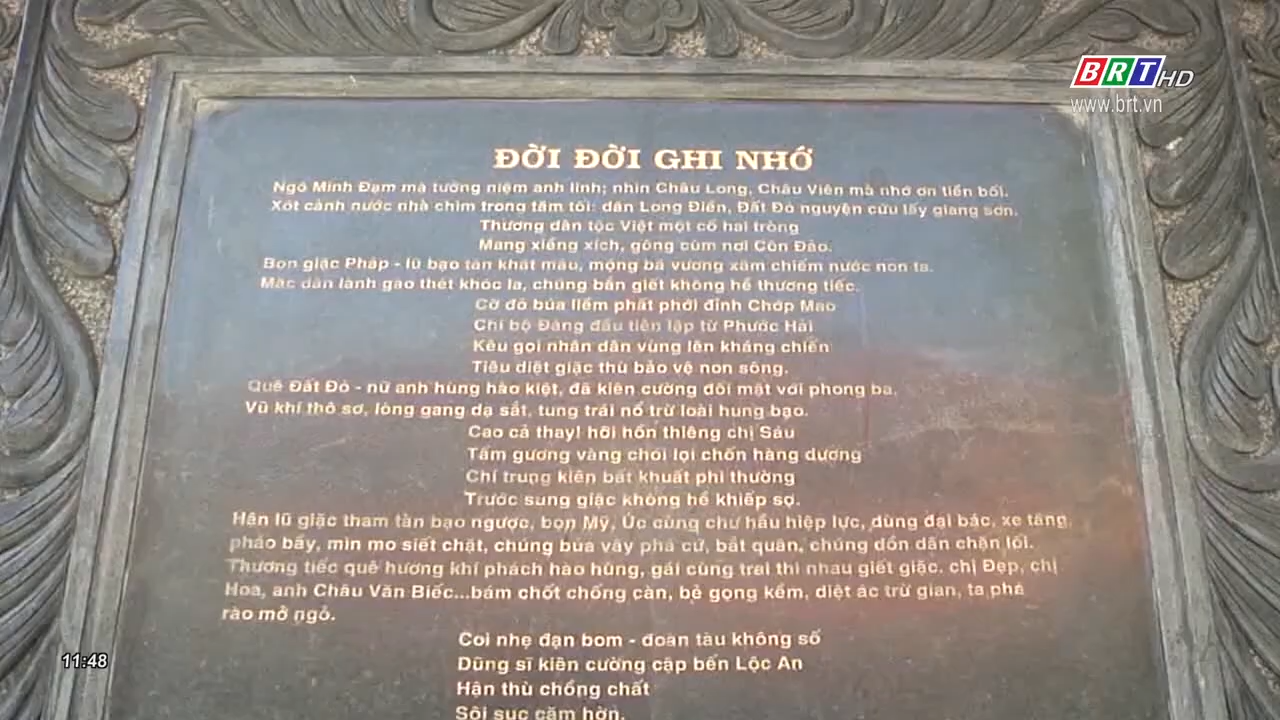 BRT HD
www.brt.vn
ĐỜI ĐỜI GHI NHỚ
Ngó Minh Đạm mà tưởng niệm anh linh; nhìn Châu Long, Châu Viên mà nhớ ơn tiền bối.
Xót cảnh nước nhà chìm trong tăm tối: dân Long Điền, Đất Đỏ nguyện cứu lấy giang sơn.
Thương dân tộc Việt một cổ hai tròng
Mang xiềng xích, gông cùm nơi Côn Đảo.
Bọn giặc Pháp - lũ bạo tàn khát máu, mộng bá vương xâm chiếm nước non ta.
Mặc dân lành gào thét khóc la, chúng bắn giết không hề thương tiếc.
Cờ đỏ búa liềm phất phới đỉnh Chóp Mao
Chi bộ Đảng đầu tiên lập từ Phước Hải
Kêu gọi nhân dân vùng lên kháng chiến
Tiêu diệt giặc thù bảo vệ non sông.
Quê Đất Đỏ - nữ anh hùng hào kiệt, đã kiên cường đối mặt với phong ba.
Vũ khí thô sơ, lòng gang dạ sắt, tung trái nổ trừ loài hung bạo.
Cao cả thay! hỡi hồn thiêng chị Sáu
Tấm gương vàng chói lọi chốn hàng dương
Chí trung kiên bất khuất phi thường
Trước sung giặc không hề khiếp sợ.
Hận lũ giặc tham tàn bạo ngược, bọn Mỹ, Úc cùng chư hầu hiệp lực, dùng đại bác, xe tăng,
pháo bầy, mìn mo siết chặt, chúng bủa vây phá cứ, bắt quân, chúng dồn dân chặn lối.
Thương tiếc quê hương khí phách hào hùng, gái cùng trai thi nhau giết giặc. chị Đẹp, chị
Hoa, anh Châu Văn Biếc...bám chốt chống càn, bẻ gọng kềm, diệt ác trừ gian, ta phá
rào mở ngỏ.
Coi nhẹ đạn bom - đoàn tàu không số
Dũng sĩ kiên cường cập bến Lộc An
Hận thù chồng chất
Sôi sục căm hờn.
11:48